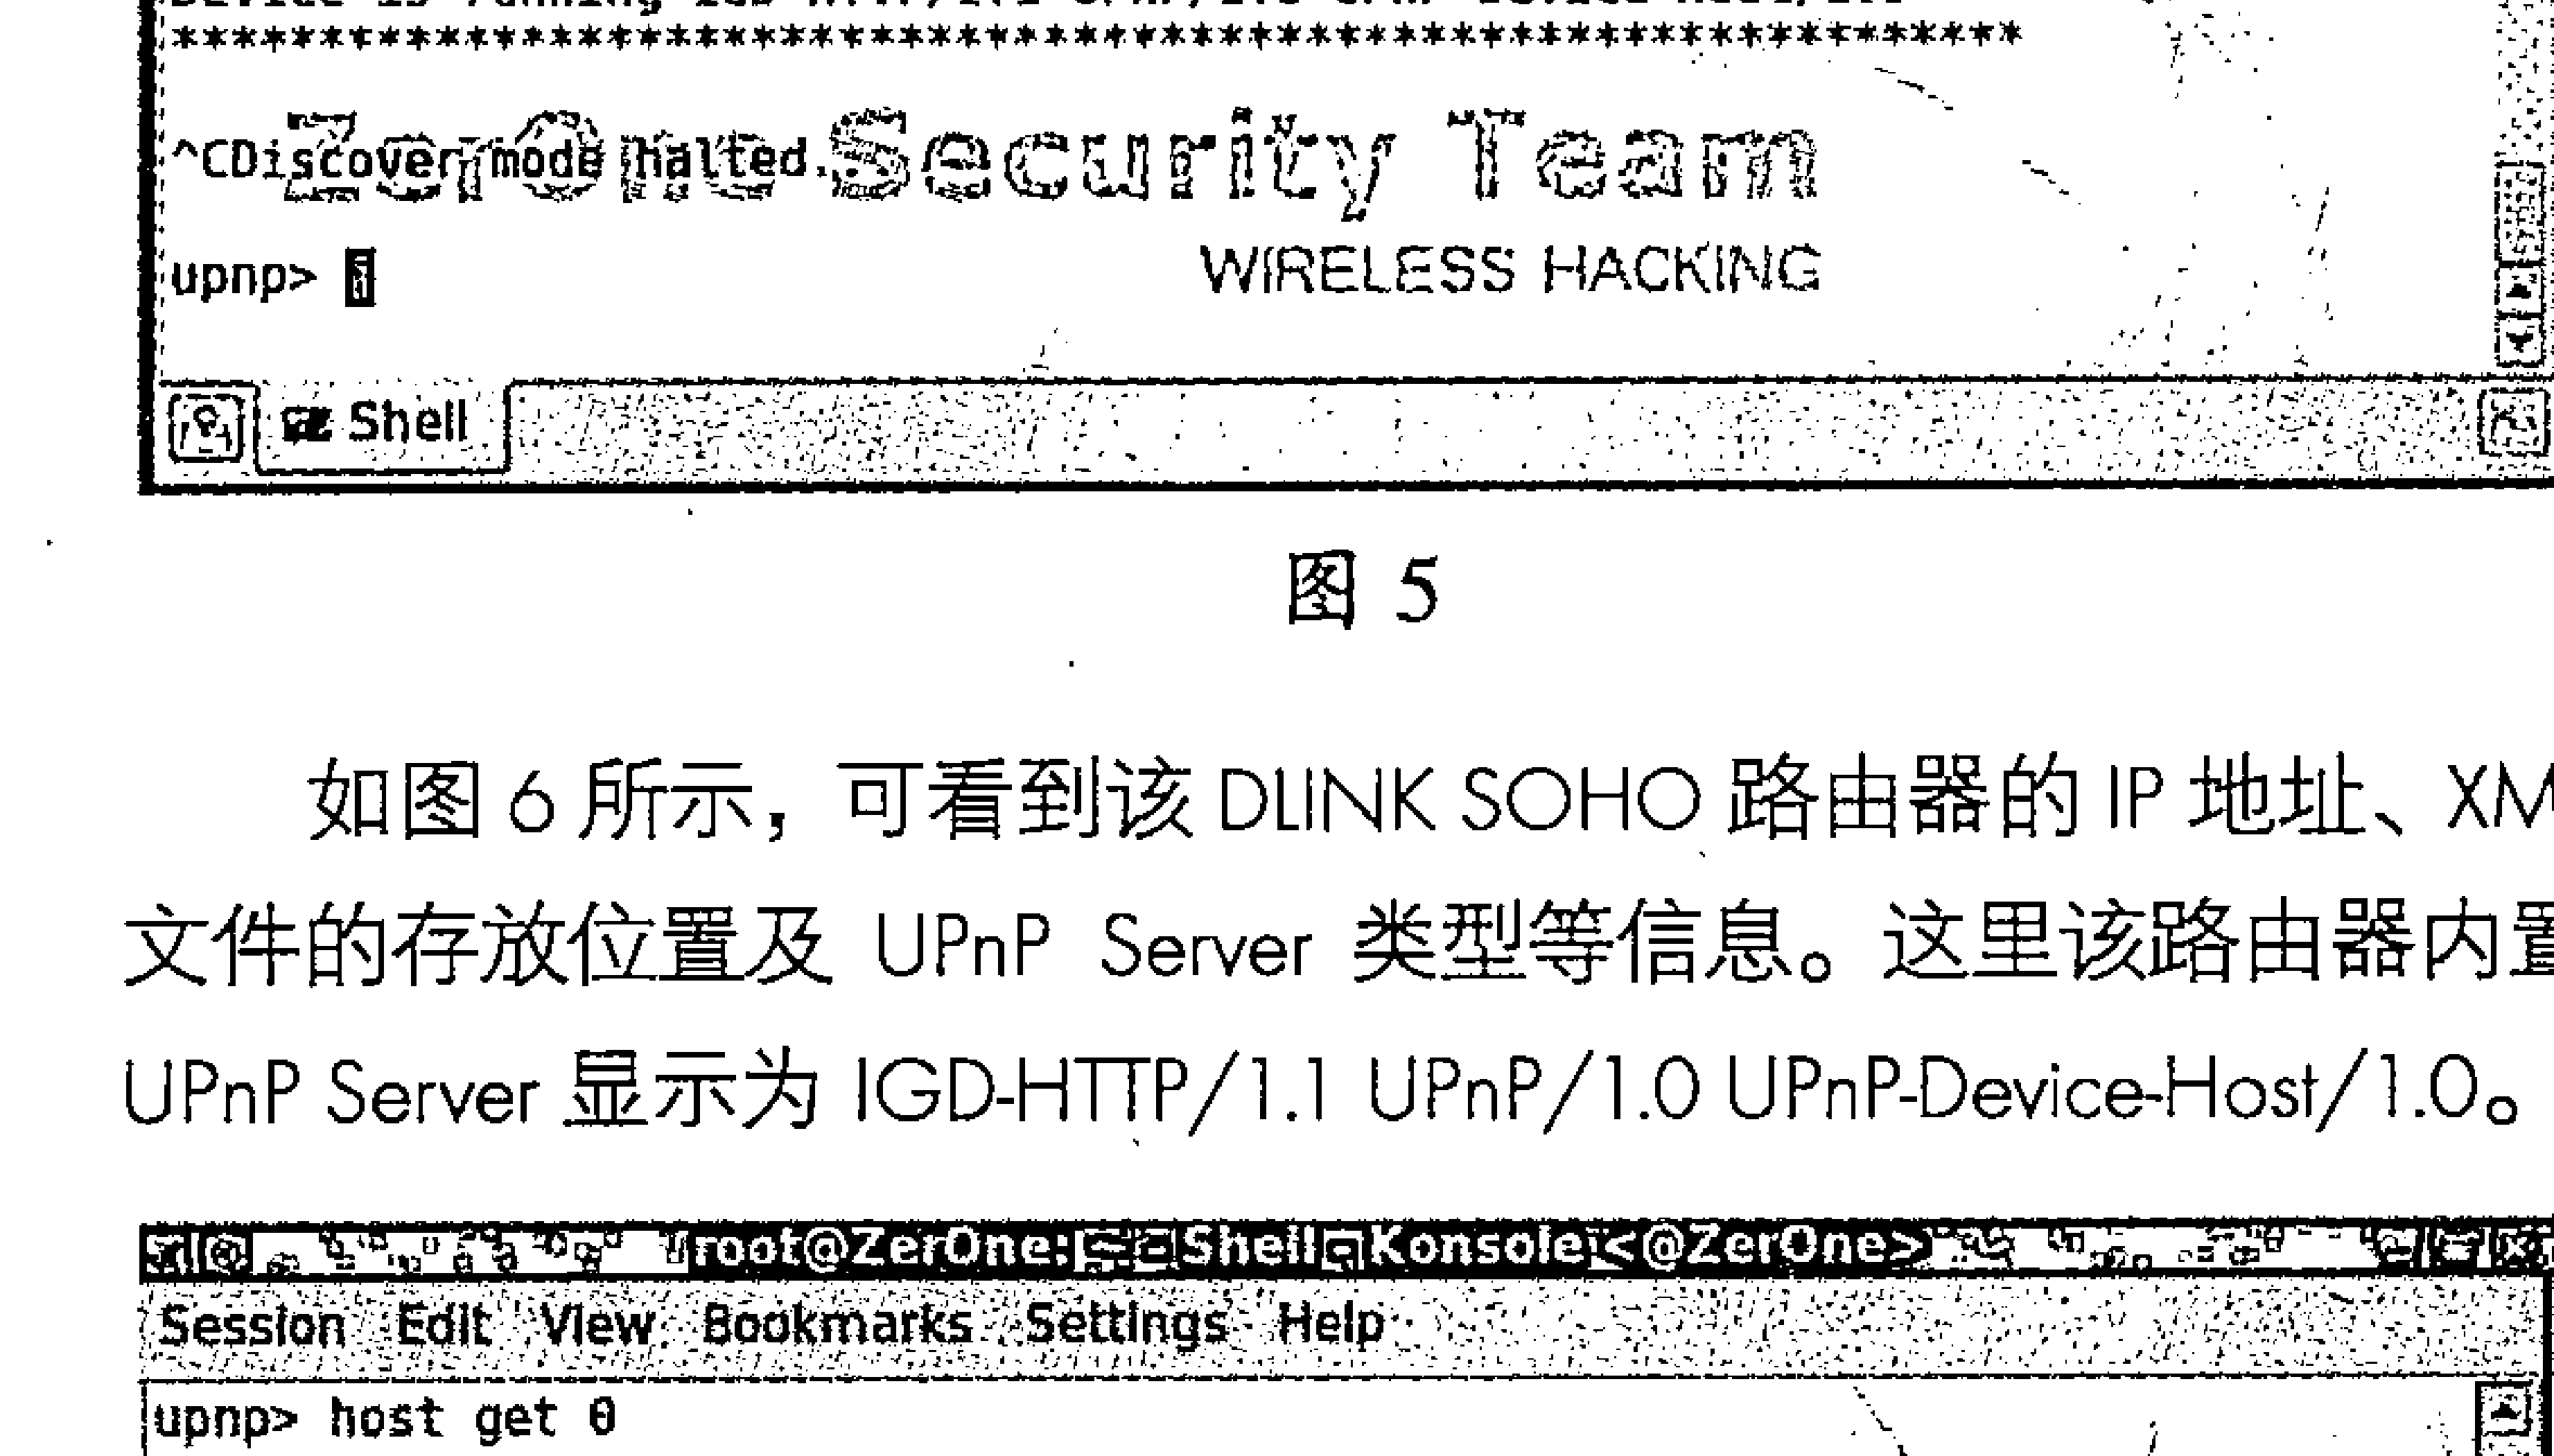 ************************************************************
ZerOne Security Team
^CDiscover mode halted.
upnp> 
WIRELESS HACKING
Shell
图 5
如图 6 所示，可看到该 DLINK SOHO 路由器的 IP 地址、XM
文件的存放位置及 UPnP Server 类型等信息。这里该路由器内置
UPnP Server 显示为 IGD-HTTP/1.1 UPnP/1.0 UPnP-Device-Host/1.0。
root@ZerOne: Shell Konsole <@ZerOne>
Session Edit View Bookmarks Settings Help
upnp> host get 0